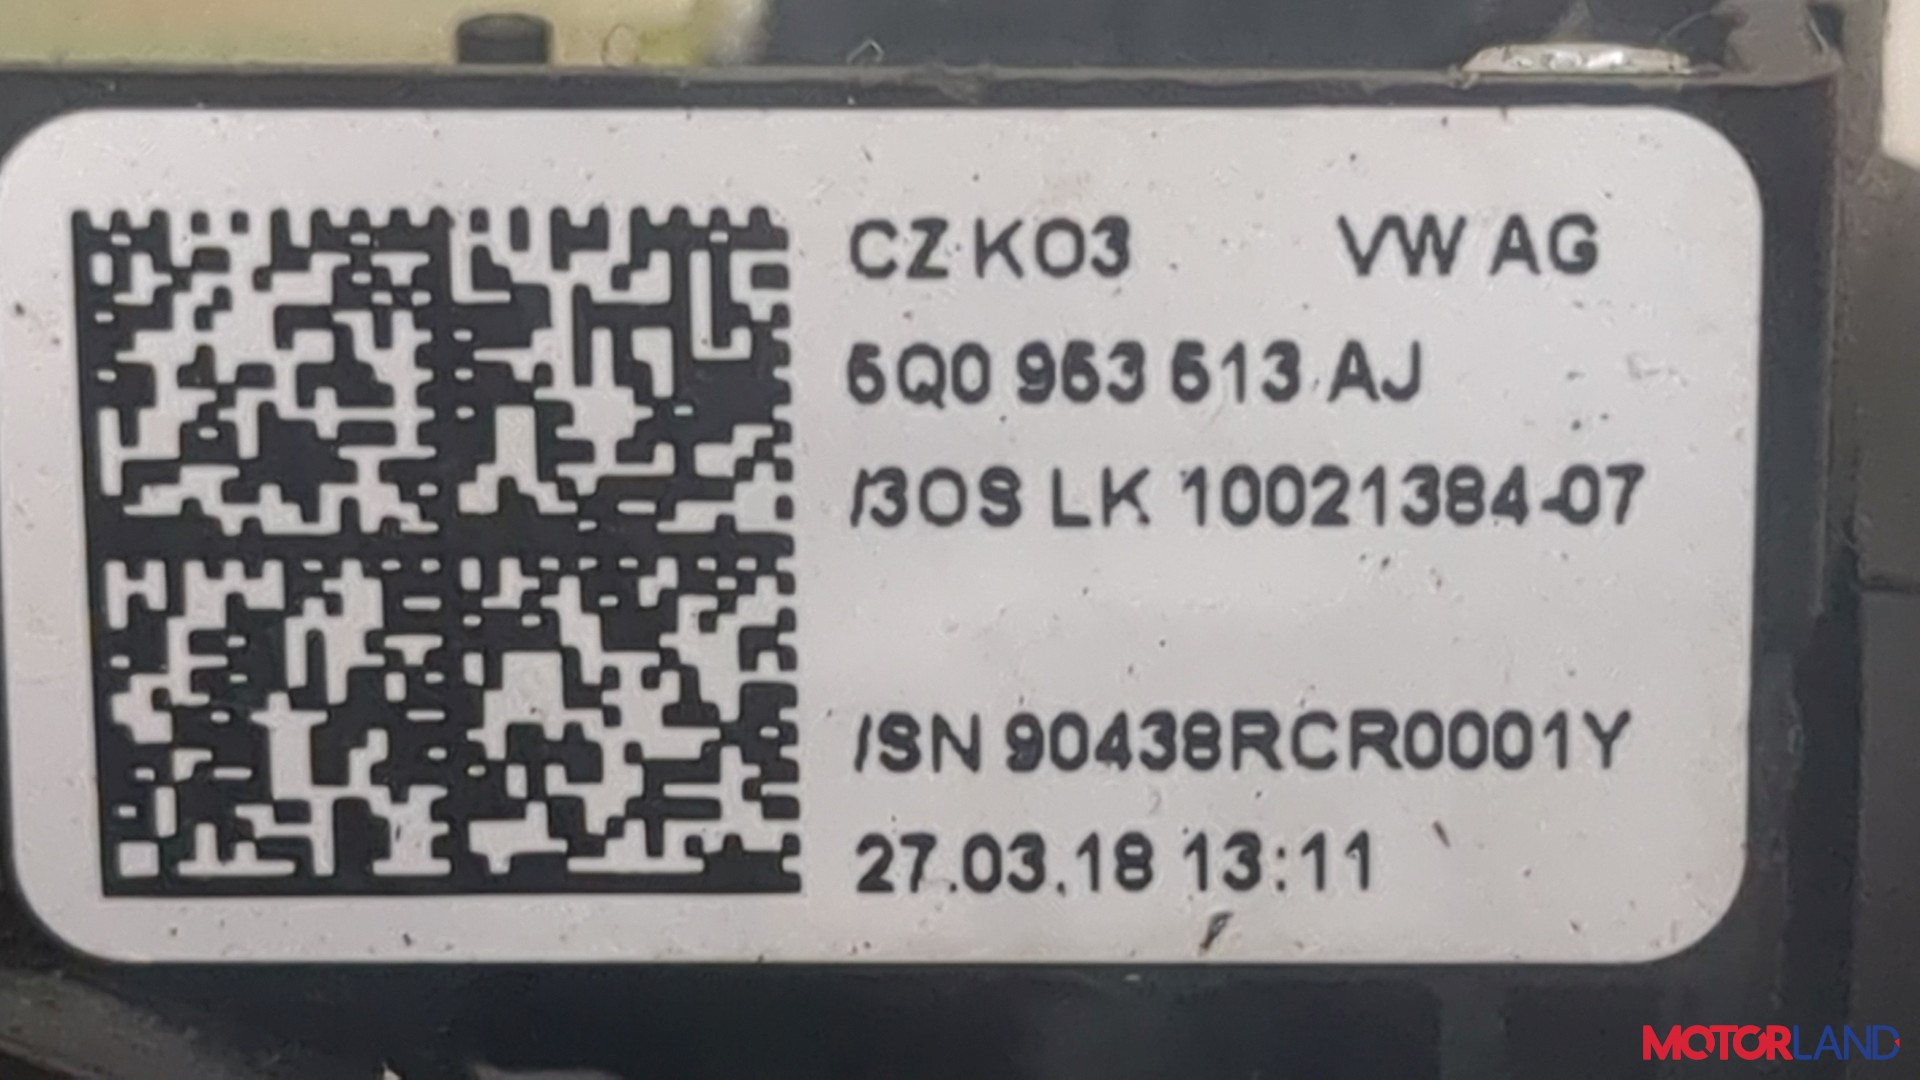 CZ KO3 VW AG
5Q0 953 513 AJ
/3OS LK 10021384-07
/SN 90438RCR0001Y
27.03.18 13:11
MOTORLAND